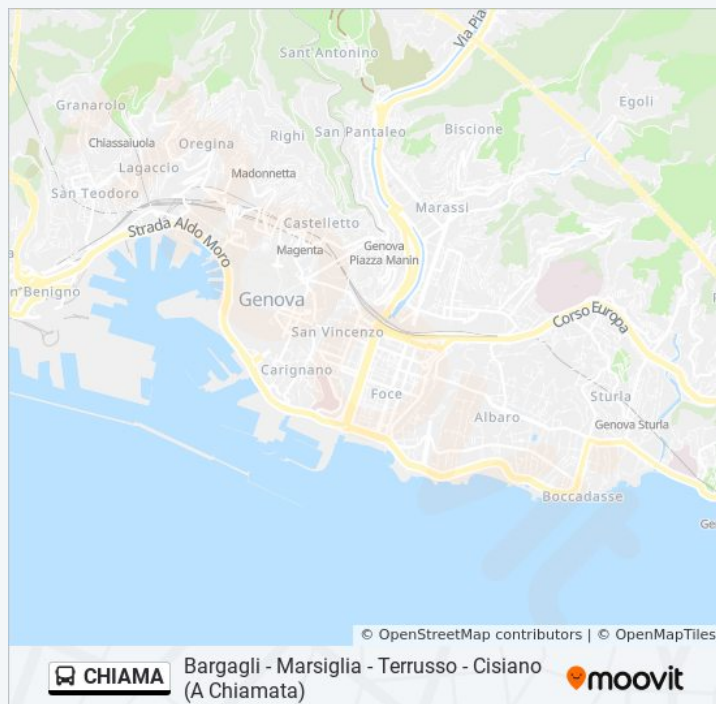 Via Pia
Sant Antonino
Granarolo
Egoli
Chiassaiuola
Oregina
Righi
San Pantaleo
Biscione
Lagaccio
Madonnetta
San Teodoro
Marassi
Strada Aldo Moro
Castelletto
Magenta
Genova
Piazza Manin
n Benigno
Genova
Corso Europa
San Vincenzo
Carignano
Foce
Sturla
Albaro
Genova Sturla
Boccadasse
Ge
© OpenStreetMap contributors | © OpenMapTiles
CHIAMA
Bargagli - Marsiglia - Terrusso - Cisiano
(A Chiamata)
moovit